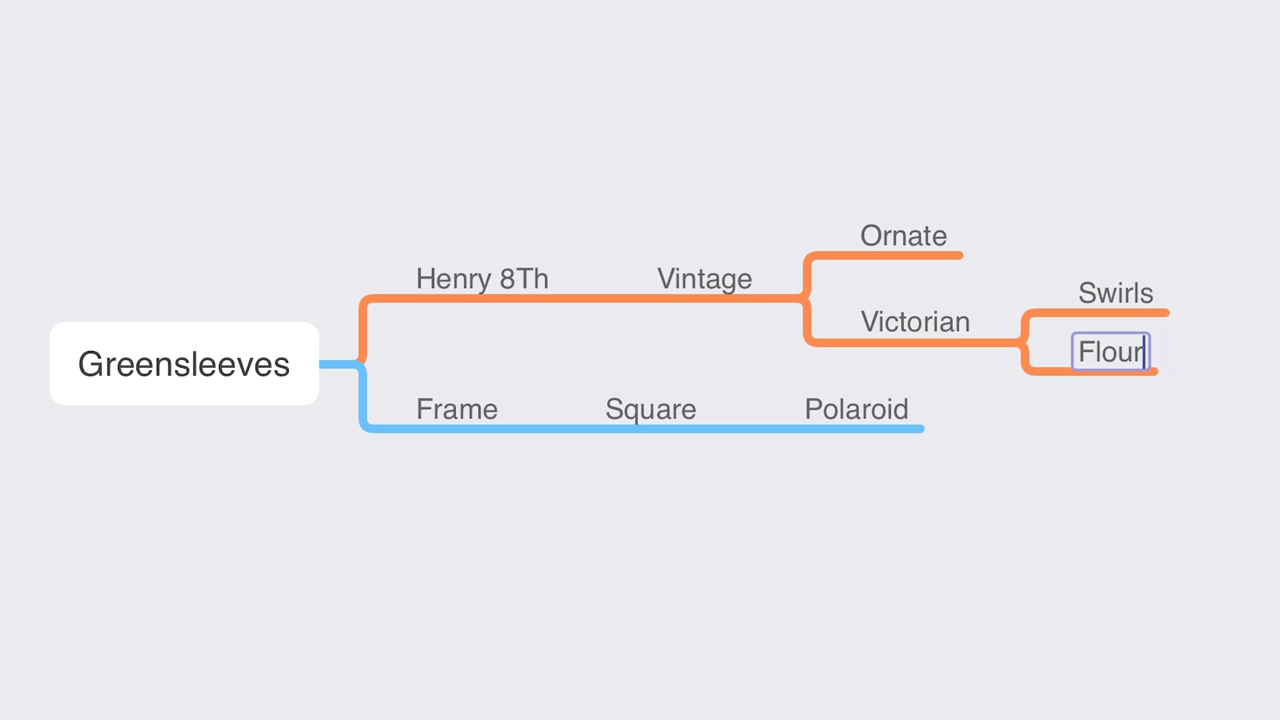 Ornate
Henry 8Th
Vintage
Swirls
Victorian
Flour
Greensleeves
Frame
Square
Polaroid